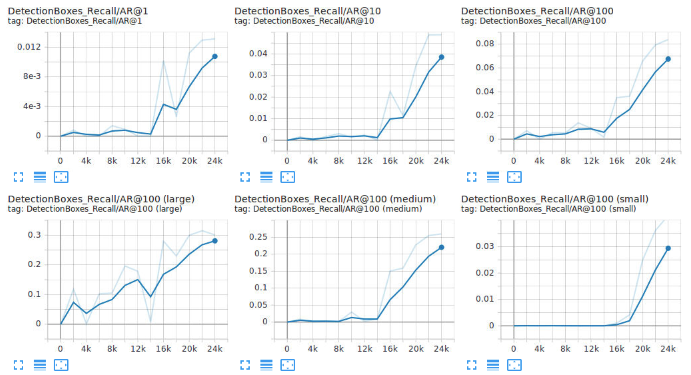 DetectionBoxes_Recall/AR@1
tag: DetectionBoxes_Recall/AR@1
0.012
8e-3
4e-3
0
0 4k 8k 12k 16k 20k 24k
DetectionBoxes_Recall/AR@10
tag: DetectionBoxes_Recall/AR@10
0.04
0.03
0.02
0.01
0
0 4k 8k 12k 16k 20k 24k
DetectionBoxes_Recall/AR@100
tag: DetectionBoxes_Recall/AR@100
0.08
0.06
0.04
0.02
0
0 4k 8k 12k 16k 20k 24k
DetectionBoxes_Recall/AR@100 (large)
tag: DetectionBoxes_Recall/AR@100 (large)
0.3
0.2
0.1
0
0 4k 8k 12k 16k 20k 24k
DetectionBoxes_Recall/AR@100 (medium)
tag: DetectionBoxes_Recall/AR@100 (medium)
0.25
0.2
0.15
0.1
0.05
0
0 4k 8k 12k 16k 20k 24k
DetectionBoxes_Recall/AR@100 (small)
tag: DetectionBoxes_Recall/AR@100 (small)
0.03
0.02
0.01
0
0 4k 8k 12k 16k 20k 24k